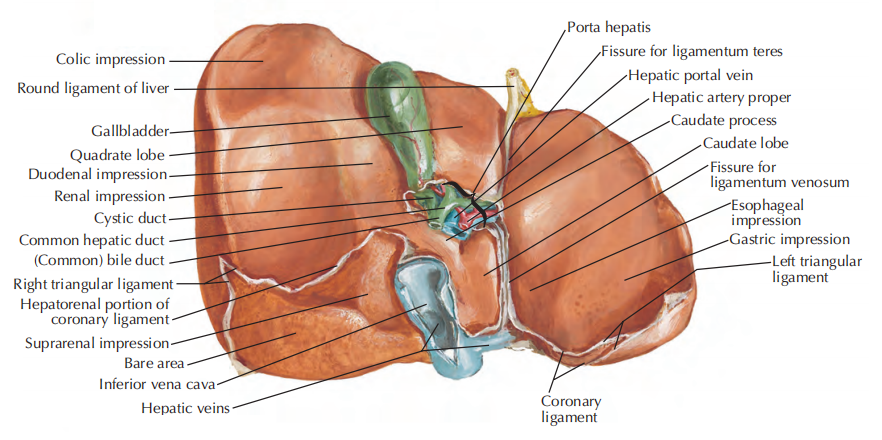 Colic impression
Round ligament of liver
Gallbladder
Quadrate lobe
Duodenal impression
Renal impression
Cystic duct
Common hepatic duct
(Common) bile duct
Right triangular ligament
Hepatorenal portion of
coronary ligament
Suprarenal impression
Bare area
Inferior vena cava
Hepatic veins
Porta hepatis
Fissure for ligamentum teres
Hepatic portal vein
Hepatic artery proper
Caudate process
Caudate lobe
Fissure for
ligamentum venosum
Esophageal
impression
Gastric impression
Left triangular
ligament
Coronary
ligament